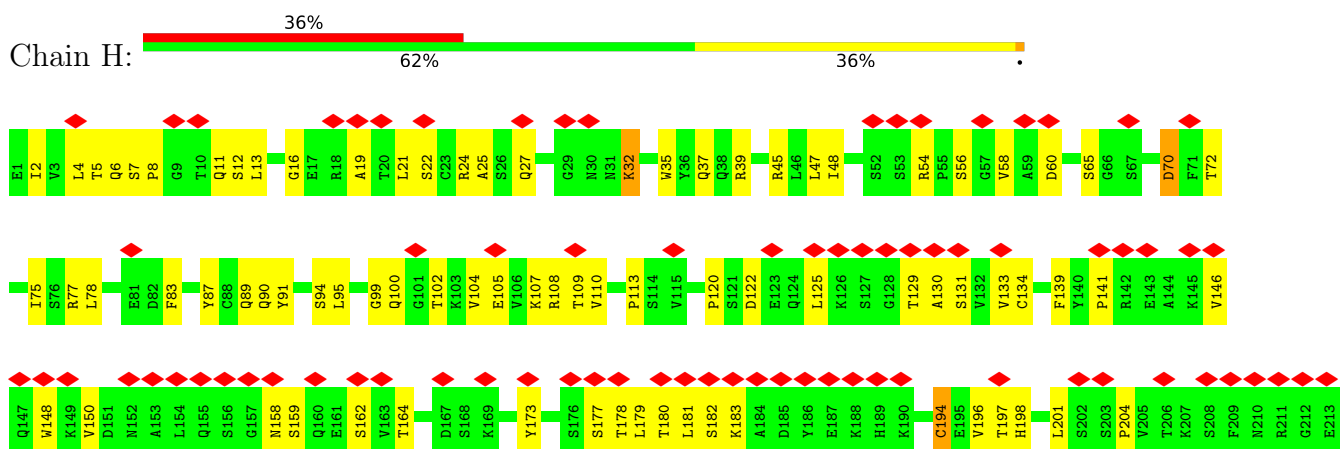 36%
Chain H:
62% 36% •
E1 I2 V3 L4 T5 Q6 S7 P8 G9 T10 Q11 S12 L13 G16 E17 R18 A19 T20 L21 S22 C23 R24 A25 S26 Q27 G29 N30 N31 K32 W35 Y36 Q37 Q38 R39 R45 L46 L47 I48 S52 S53 R54 P55 S56 G57 V58 A59 D60 S65 G66 S67 D70 F71 T72
I75 S76 R77 L78 E81 D82 F83 Y87 C88 Q89 Q90 Y91 S94 L95 G99 Q100 G101 T102 K103 V104 E105 V106 K107 R108 T109 V110 P113 S114 V115 P120 S121 D122 E123 Q124 L125 K126 S127 G128 T129 A130 S131 V132 V133 C134 F139 Y140 P141 R142 E143 A144 K145 V146
Q147 W148 K149 V150 D151 N152 A153 L154 Q155 S156 G157 N158 S159 Q160 E161 S162 V163 T164 D167 S168 K169 Y173 S176 S177 T178 L179 T180 L181 S182 K183 A184 D185 Y186 E187 K188 H189 K190 C194 E195 V196 T197 H198 L201 S202 S203 P204 V205 T206 K207 S208 F209 N210 R211 G212 E213